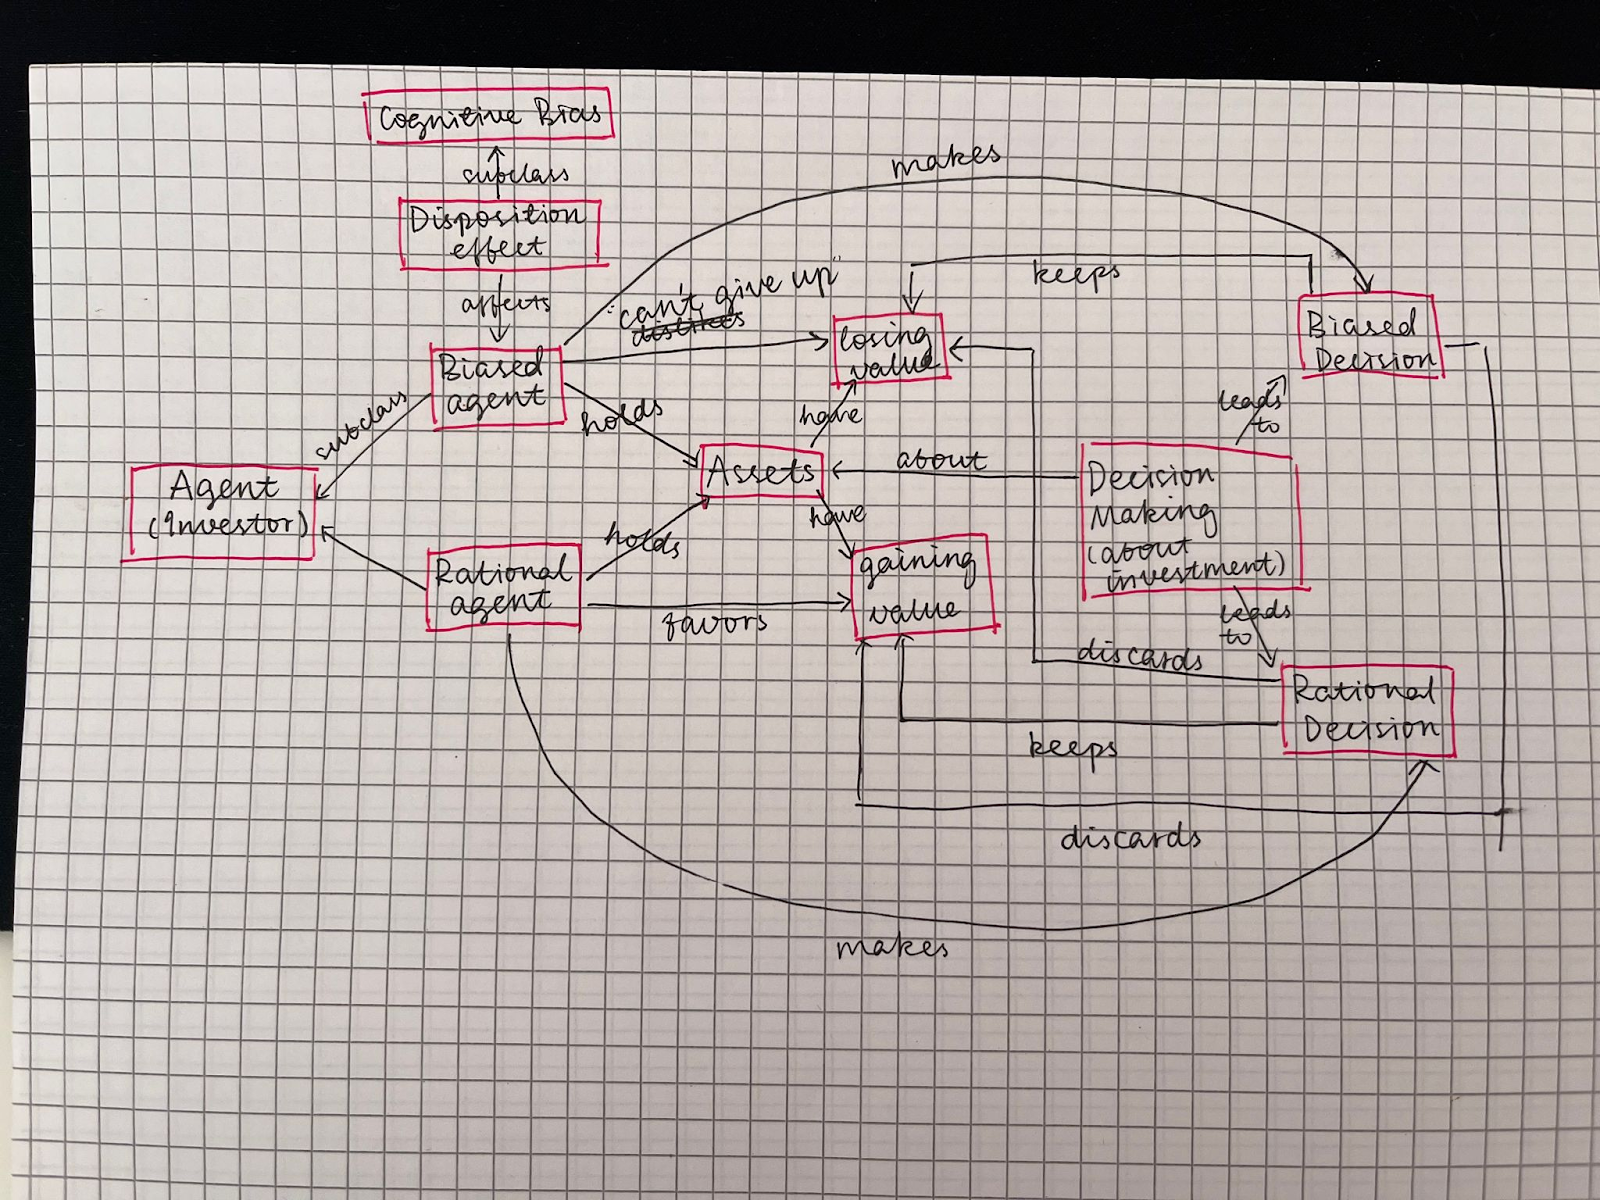 Cognitive Bias
subclass
Disposition
effect
affects
makes
"can't give up"
dislikes
keeps
losing
value
Biased
Decision
Biased
agent
subclass
holds
have
leads
to
Agent
(Investor)
Assets
about
Decision
Making
(about
investment)
have
holds
gaining
value
Rational
agent
favors
leads
to
discards
Rational
Decision
keeps
discards
makes